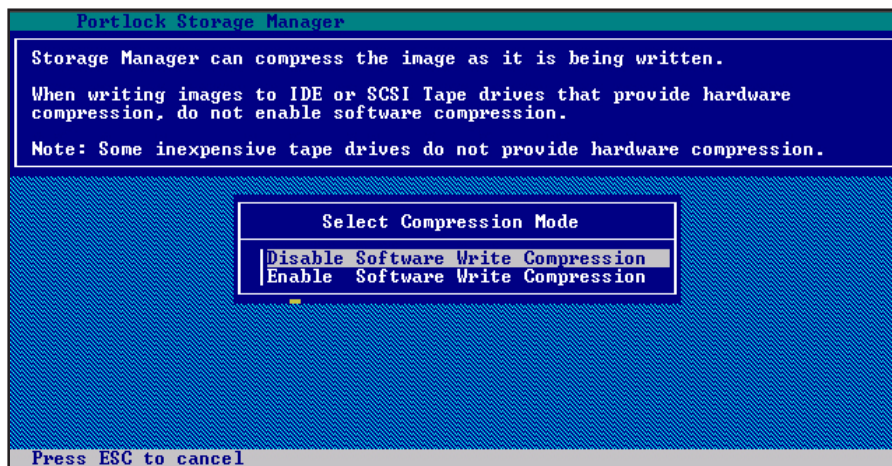 Portlock Storage Manager
Storage Manager can compress the image as it is being written.
When writing images to IDE or SCSI Tape drives that provide hardware
compression, do not enable software compression.
Note: Some inexpensive tape drives do not provide hardware compression.
Select Compression Mode
Disable Software Write Compression
Enable Software Write Compression
Press ESC to cancel